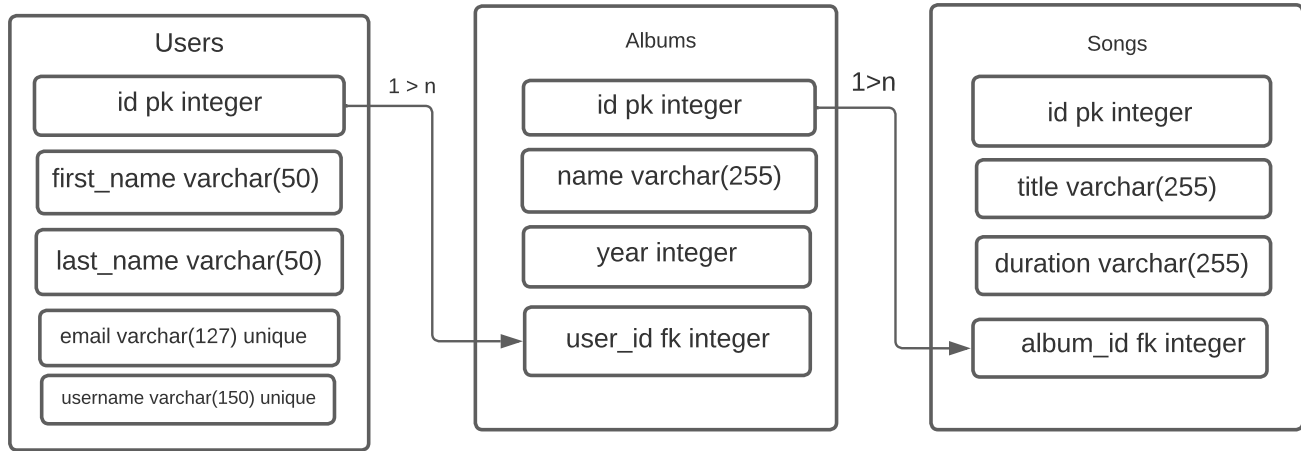 Users
id pk integer
first_name varchar(50)
last_name varchar(50)
email varchar(127) unique
username varchar(150) unique
1 > n
Albums
id pk integer
name varchar(255)
year integer
user_id fk integer
1>n
Songs
id pk integer
title varchar(255)
duration varchar(255)
album_id fk integer